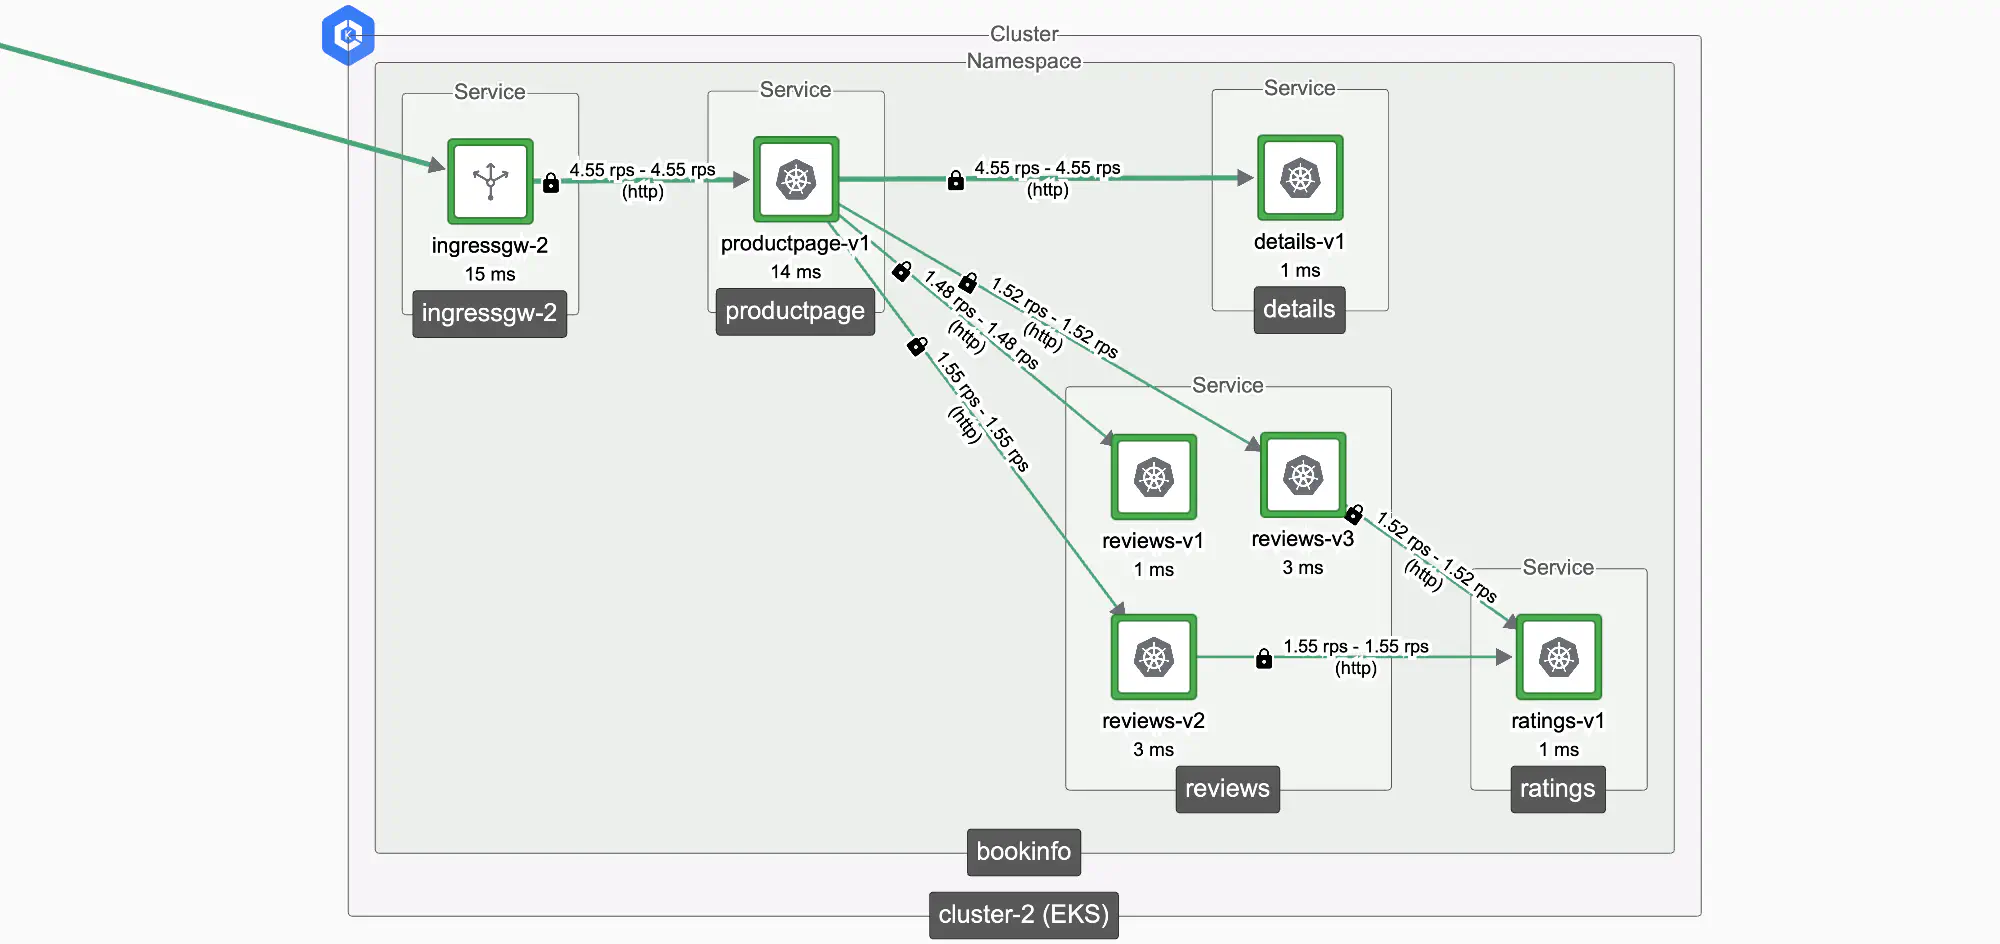 Cluster
Namespace
Service
Service
Service
4.55 rps - 4.55 rps
(http)
4.55 rps - 4.55 rps
(http)
ingressgw-2
15 ms
ingressgw-2
productpage-v1
14 ms
productpage
details-v1
1 ms
details
1.48 rps - 1.48 rps
(http)
1.52 rps - 1.52 rps
(http)
1.55 rps - 1.55 rps
(http)
Service
reviews-v1
1 ms
reviews-v3
3 ms
1.52 rps - 1.52 rps
(http)
Service
1.55 rps - 1.55 rps
(http)
reviews-v2
3 ms
reviews
ratings-v1
1 ms
ratings
bookinfo
cluster-2 (EKS)